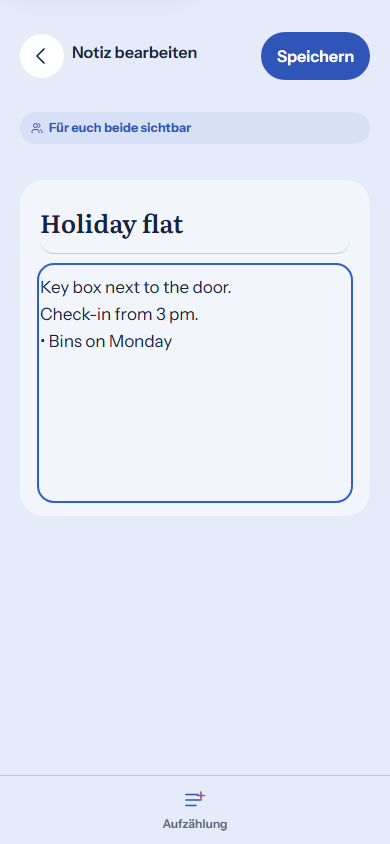 Notiz bearbeiten
Speichern
Für euch beide sichtbar
Holiday flat
Key box next to the door.
Check-in from 3 pm.
• Bins on Monday
Aufzählung